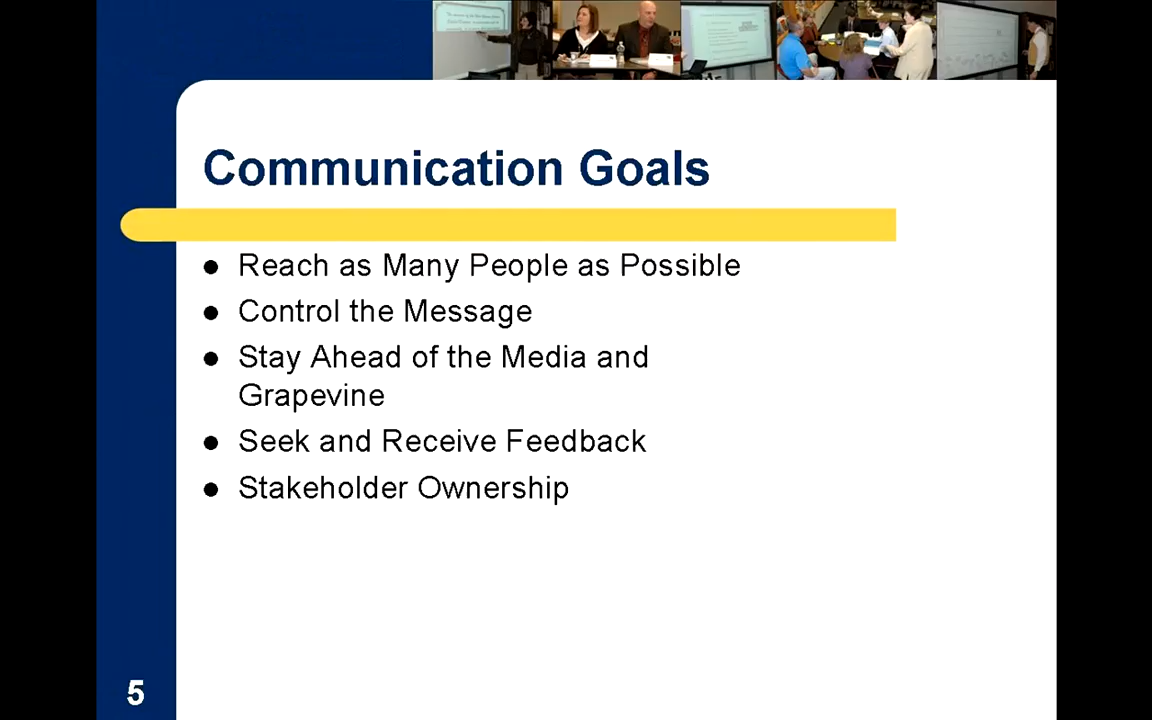 Communication Goals
Reach as Many People as Possible
Control the Message
Stay Ahead of the Media and
Grapevine
Seek and Receive Feedback
Stakeholder Ownership
5